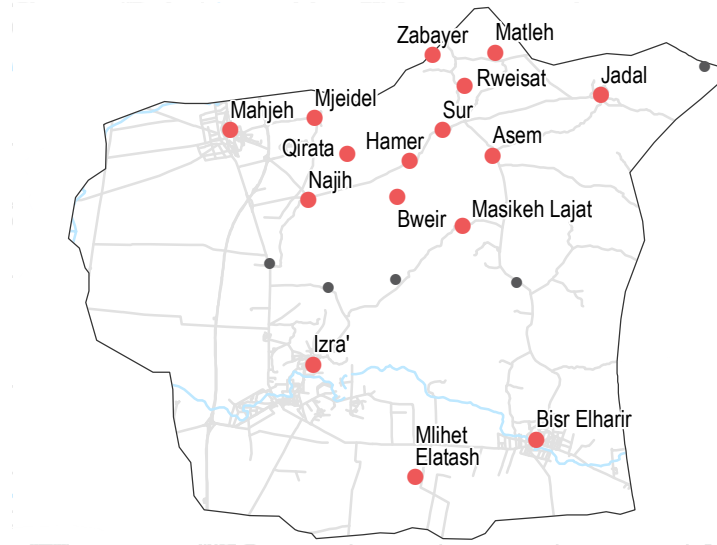 Zabayer
Matleh
Rweisat
Jadal
Mahjeh
Mjeidel
Sur
Qirata
Hamer
Asem
Najih
Bweir
Masikeh Lajat
Izra'
Bisr Elharir
Mlihet
Elatash